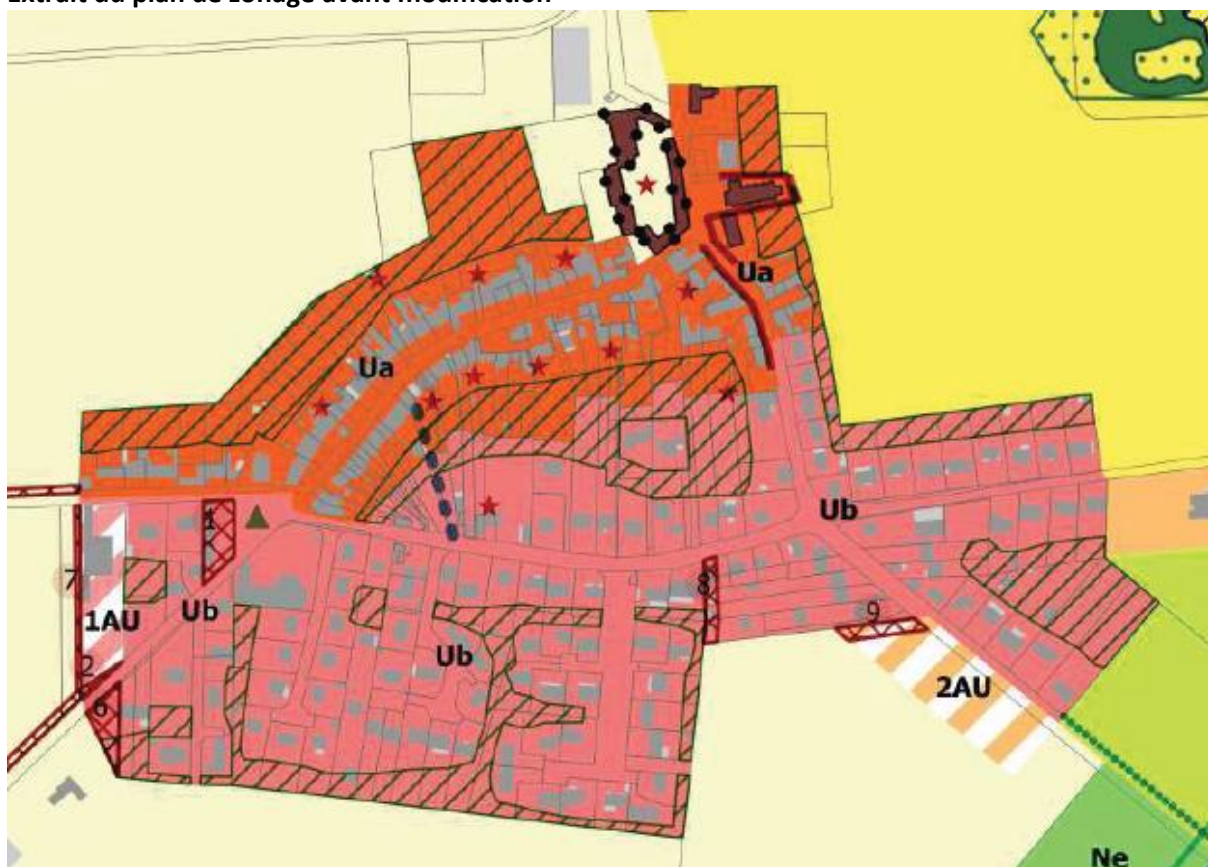 Extrait du plan de zonage avant modification
Ua
Ua
1
Ub
7
8
1AU
Ub
9
Ub
2
2AU
6
Ne